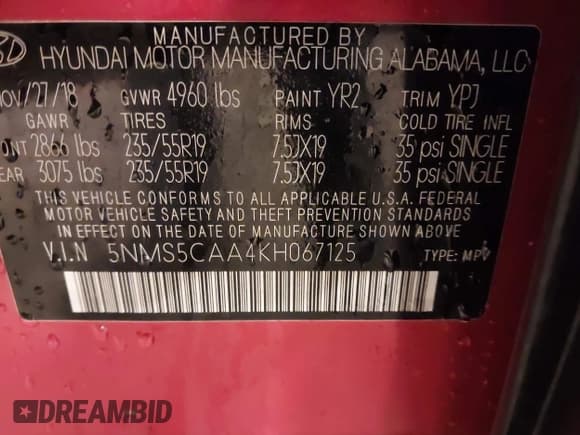 MANUFACTURED BY
HYUNDAI MOTOR MANUFACTURING ALABAMA, LLC
NOV/27/18 GVWR 4960 lbs PAINT YR2 TRIM YPJ
GAWR TIRES RIMS COLD TIRE INFL
ONT 2866 lbs 235/55R19 7.5JX19 35 psi SINGLE
EAR 3075 lbs 235/55R19 7.5JX19 35 psi SINGLE
THIS VEHICLE CONFORMS TO ALL APPLICABLE U.S.A. FEDERAL
MOTOR VEHICLE SAFETY AND THEFT PREVENTION STANDARDS
IN EFFECT ON THE DATE OF MANUFACTURE SHOWN ABOVE
V.I.N 5NMS5CAA4KH067125 TYPE: MPV
DREAMBID